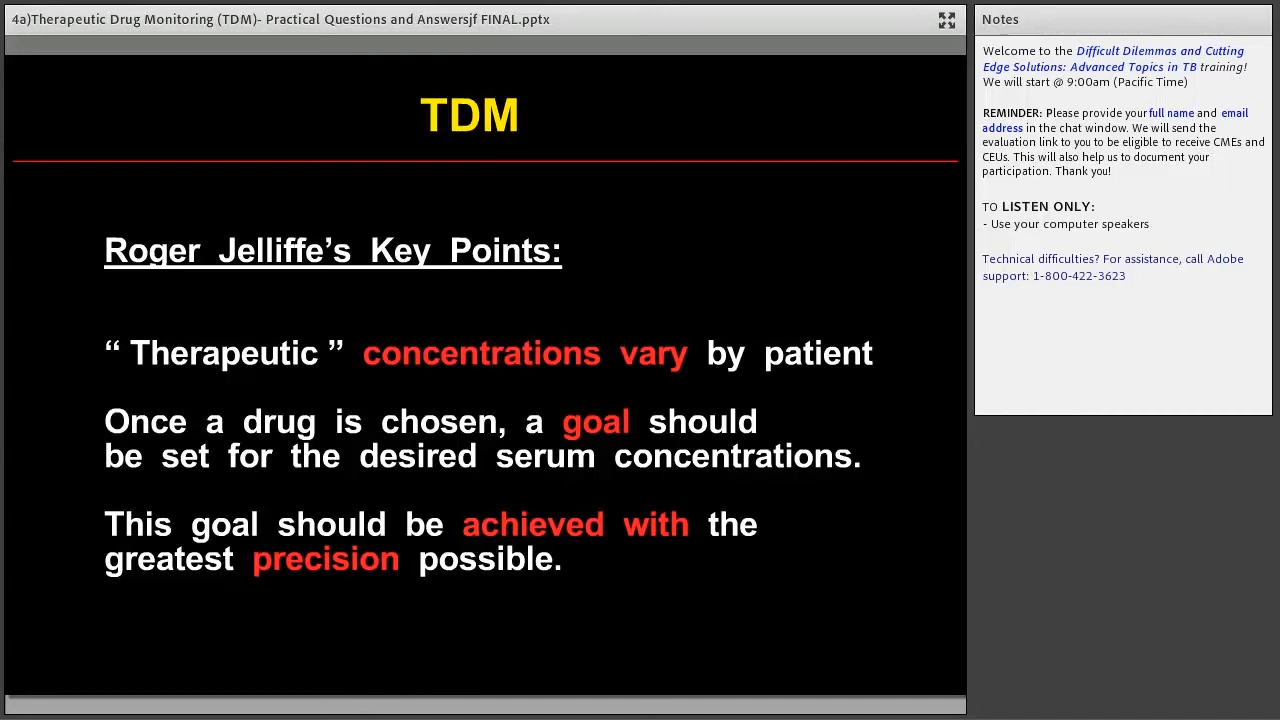 4a)Therapeutic Drug Monitoring (TDM)- Practical Questions and Answersjf FINAL.pptx
TDM
Roger Jelliffe’s Key Points:
“ Therapeutic ” concentrations vary by patient
Once a drug is chosen, a goal should
be set for the desired serum concentrations.
This goal should be achieved with the
greatest precision possible.
Notes
Welcome to the Difficult Dilemmas and Cutting
Edge Solutions: Advanced Topics in TB training!
We will start @ 9:00am (Pacific Time)
REMINDER: Please provide your full name and email
address in the chat window. We will send the
evaluation link to you to be eligible to receive CMEs and
CEUs. This will also help us to document your
participation. Thank you!
TO LISTEN ONLY:
- Use your computer speakers
Technical difficulties? For assistance, call Adobe
support: 1-800-422-3623